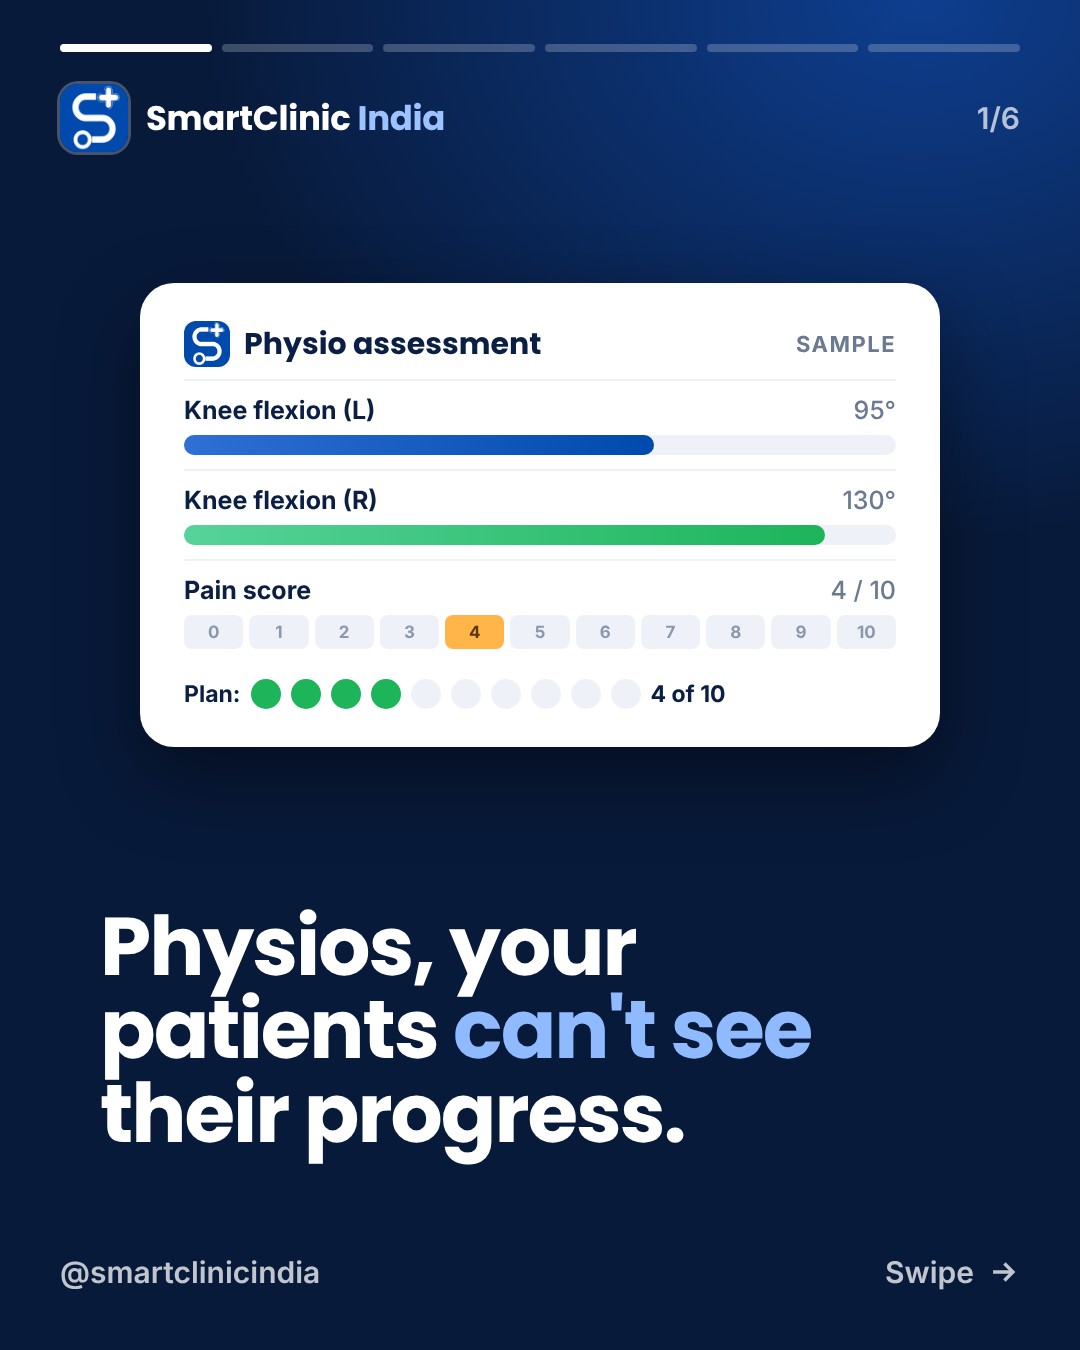 SmartClinic India
1/6
Physio assessment
SAMPLE
Knee flexion (L)
95°
Knee flexion (R)
130°
Pain score
4 / 10
0 1 2 3 4 5 6 7 8 9 10
Plan: 4 of 10
Physios, your
patients can't see
their progress.
@smartclinicindia
Swipe →